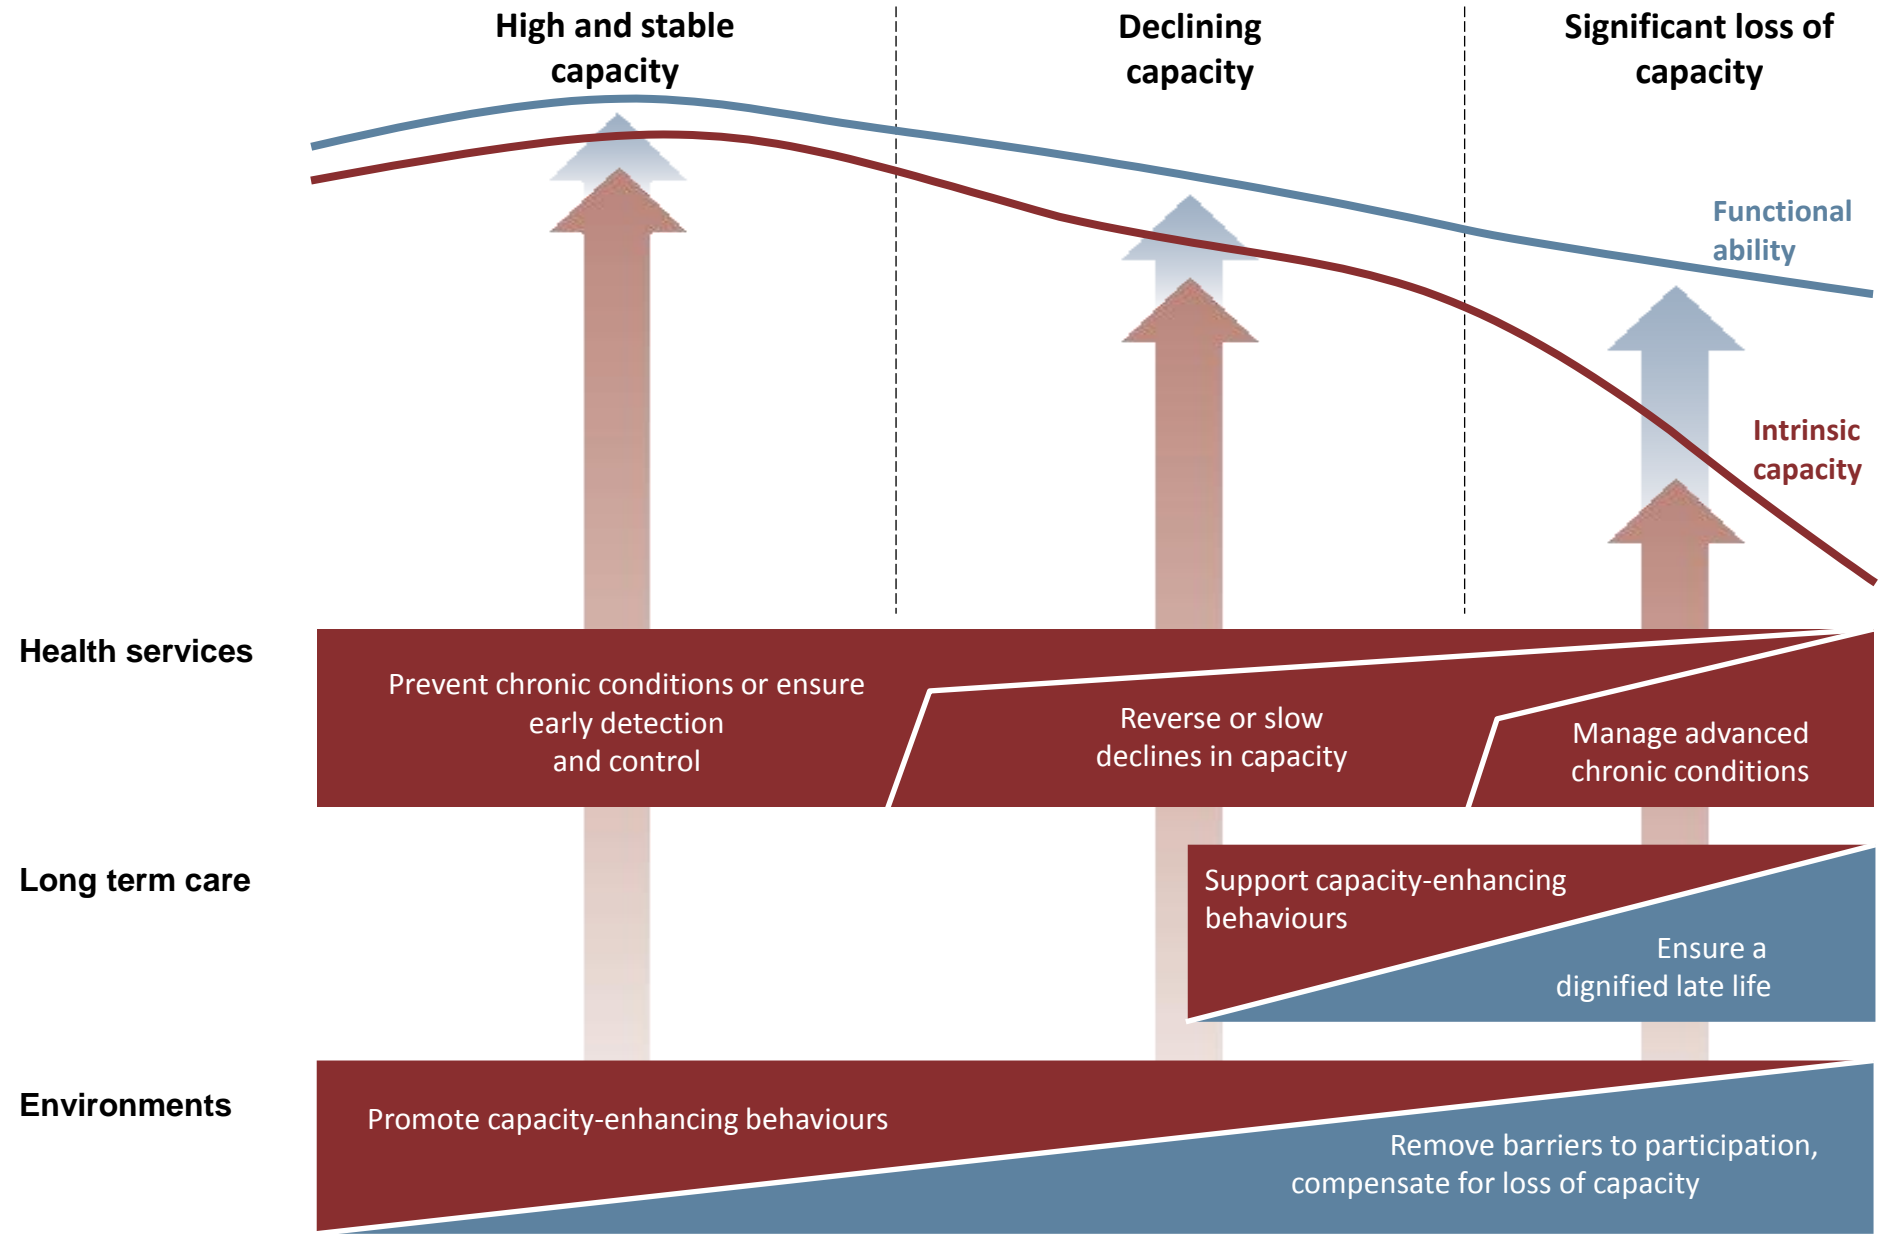 High and stable
capacity
Declining
capacity
Significant loss of
capacity
Functional
ability
Intrinsic
capacity
Health services
Prevent chronic conditions or ensure
early detection
and control
Reverse or slow
declines in capacity
Manage advanced
chronic conditions
Long term care
Support capacity-enhancing
behaviours
Ensure a
dignified late life
Environments
Promote capacity-enhancing behaviours
Remove barriers to participation,
compensate for loss of capacity